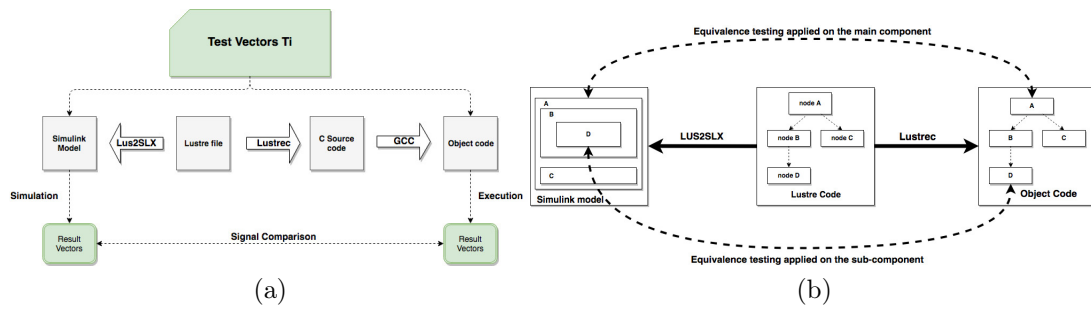 Test Vectors Ti
Simulink
Model
Lus2SLX
Lustre file
Lustrec
C Source
code
GCC
Object code
Simulation
Execution
Result
Vectors
Signal Comparison
Result
Vectors
(a)
Equivalence testing applied on the main component
A
B
D
C
Simulink model
LUS2SLX
node A
node B
node C
node D
Lustre Code
Lustrec
A
B
C
D
Object Code
Equivalence testing applied on the sub-component
(b)